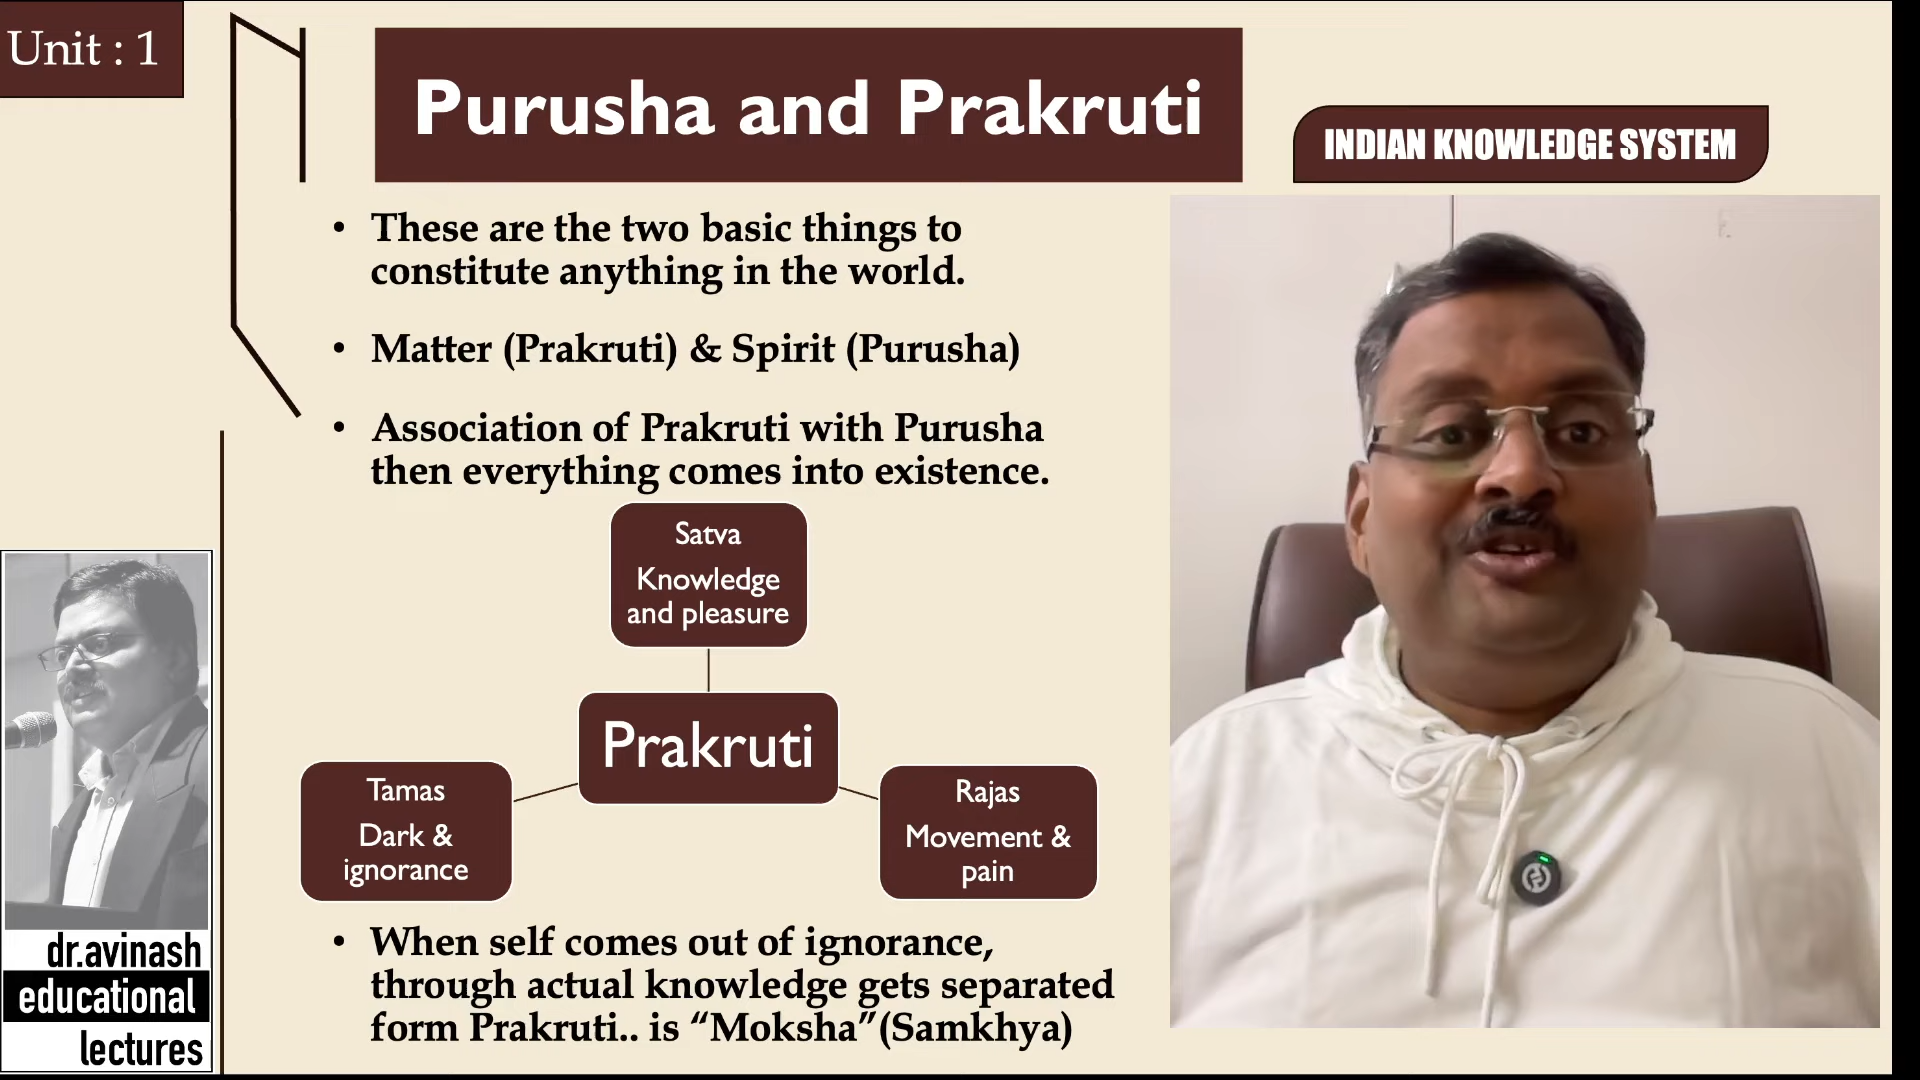 Unit : 1
Purusha and Prakruti
INDIAN KNOWLEDGE SYSTEM
• These are the two basic things to
constitute anything in the world.
• Matter (Prakruti) & Spirit (Purusha)
• Association of Prakruti with Purusha
then everything comes into existence.
Satva
Knowledge
and pleasure
Prakruti
Tamas
Dark &
ignorance
Rajas
Movement &
pain
• When self comes out of ignorance,
through actual knowledge gets separated
form Prakruti.. is “Moksha”(Samkhya)
dr.avinash
educational
lectures